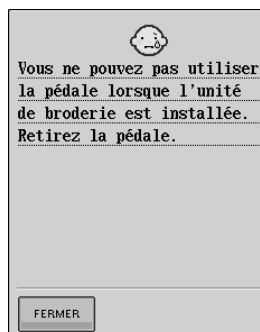 Vous ne pouvez pas utiliser
la pédale lorsque l'unité
de broderie est installée.
Retirez la pédale.
FERMER